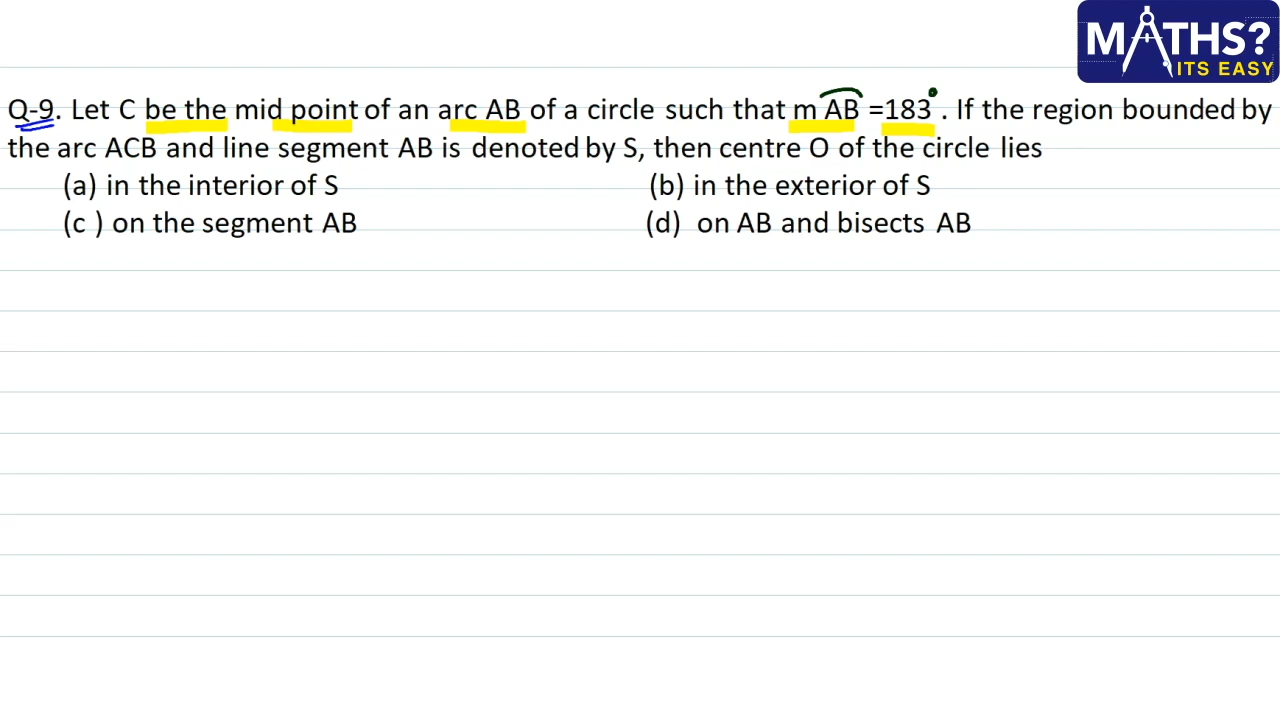 MATHS?
ITS EASY
Q-9. Let C be the mid point of an arc AB of a circle such that m AB =183° . If the region bounded by
the arc ACB and line segment AB is denoted by S, then centre O of the circle lies
(a) in the interior of S (b) in the exterior of S
(c ) on the segment AB (d) on AB and bisects AB